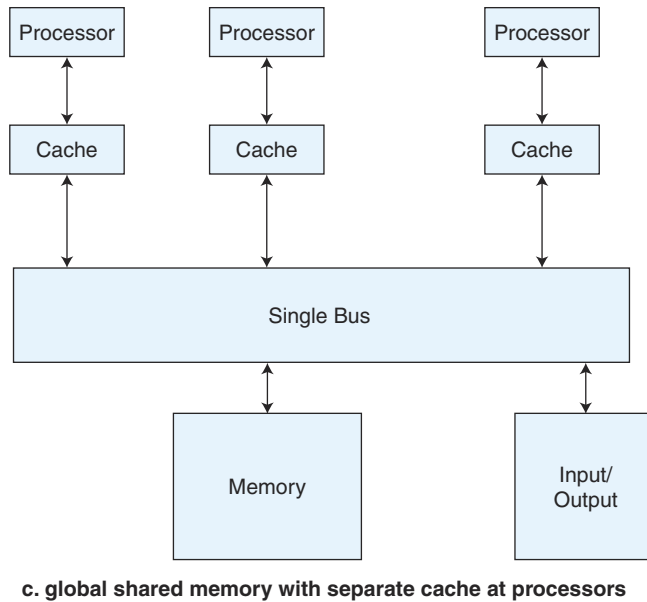 Processor
Processor
Processor
Cache
Cache
Cache
Single Bus
Memory
Input/
Output
c. global shared memory with separate cache at processors